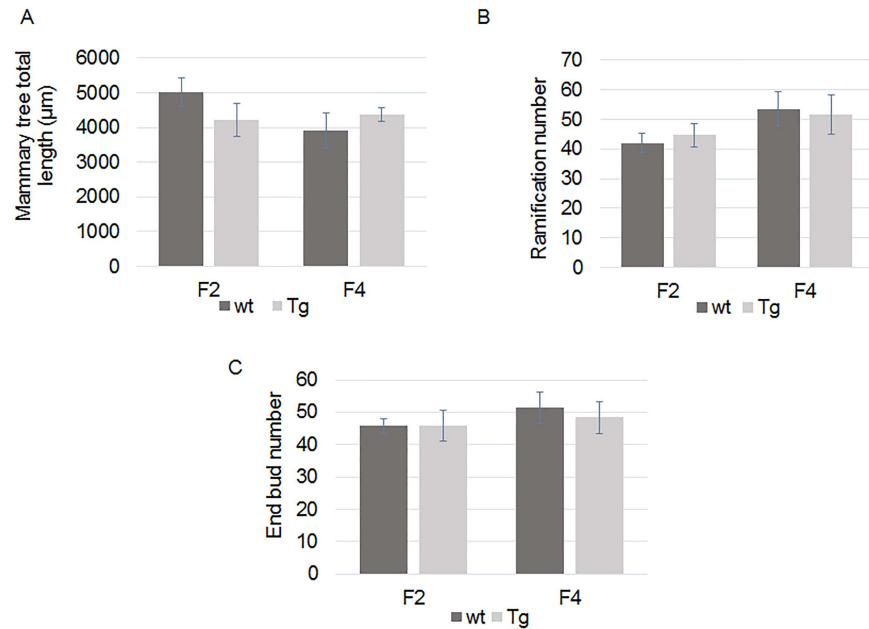 A
Mammary tree total
length (µm)
6000
5000
4000
3000
2000
1000
0
F2
F4
wt
Tg
B
Ramification number
70
60
50
40
30
20
10
0
F2
F4
wt
Tg
C
End bud number
60
50
40
30
20
10
0
F2
F4
wt
Tg